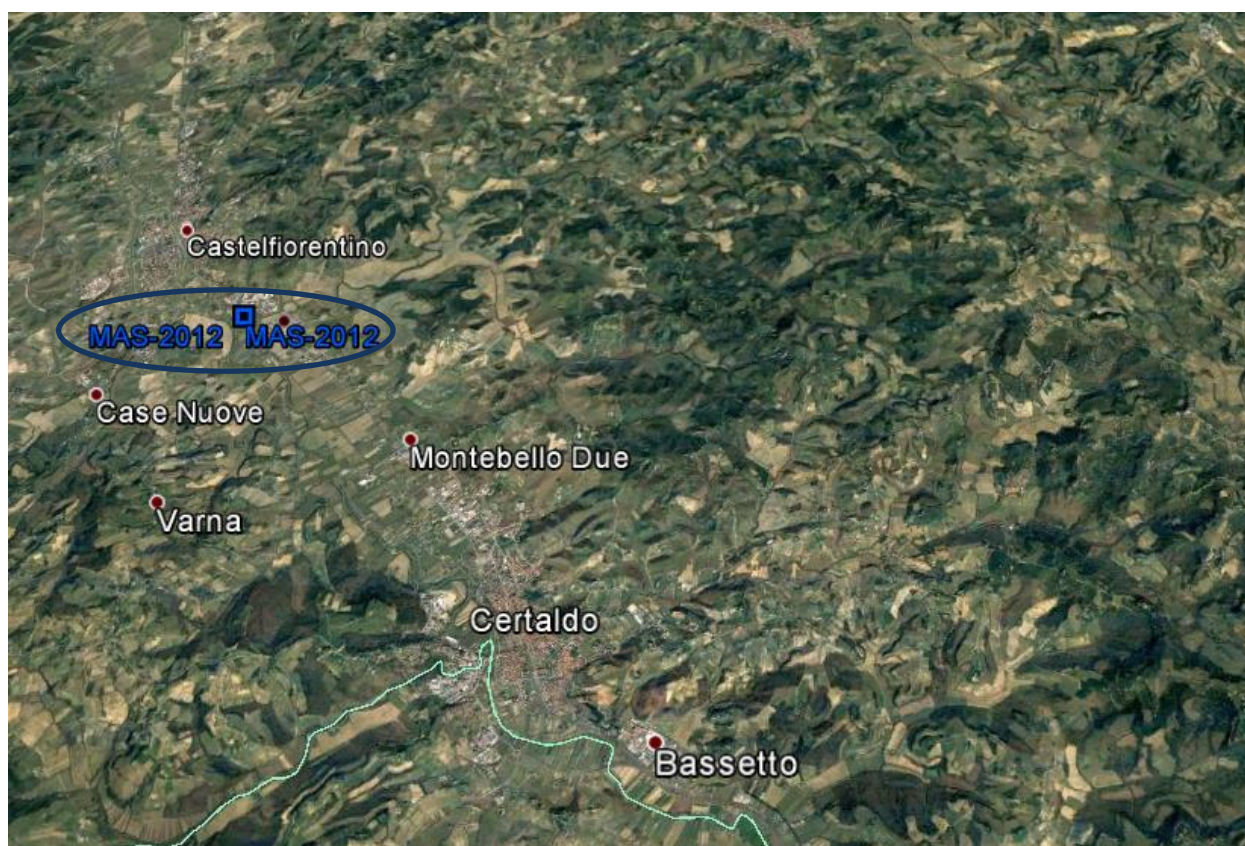 Castelfiorentino
MAS-2012 MAS-2012
Case Nuove
Montebello Due
Varna
Certaldo
Bassetto